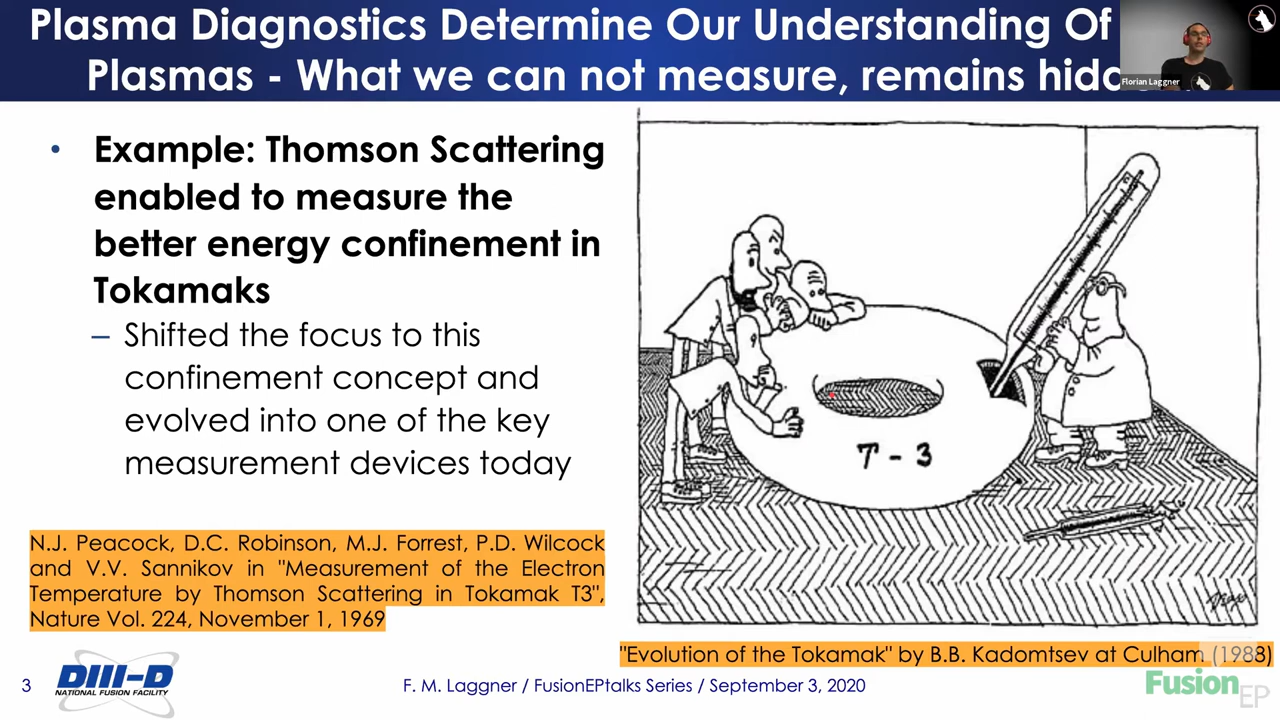 Plasma Diagnostics Determine Our Understanding Of
Plasmas - What we can not measure, remains
Florian Laggner
• Example: Thomson Scattering
enabled to measure the
better energy confinement in
Tokamaks
– Shifted the focus to this
confinement concept and
evolved into one of the key
measurement devices today
T - 3
N.J. Peacock, D.C. Robinson, M.J. Forrest, P.D. Wilcock
and V.V. Sannikov in "Measurement of the Electron
Temperature by Thomson Scattering in Tokamak T3",
Nature Vol. 224, November 1, 1969
"Evolution of the Tokamak" by B.B. Kadomtsev at Culham (1988)
3
DIII-D
NATIONAL FUSION FACILITY
F. M. Laggner / FusionEPtalks Series / September 3, 2020
FusionEP